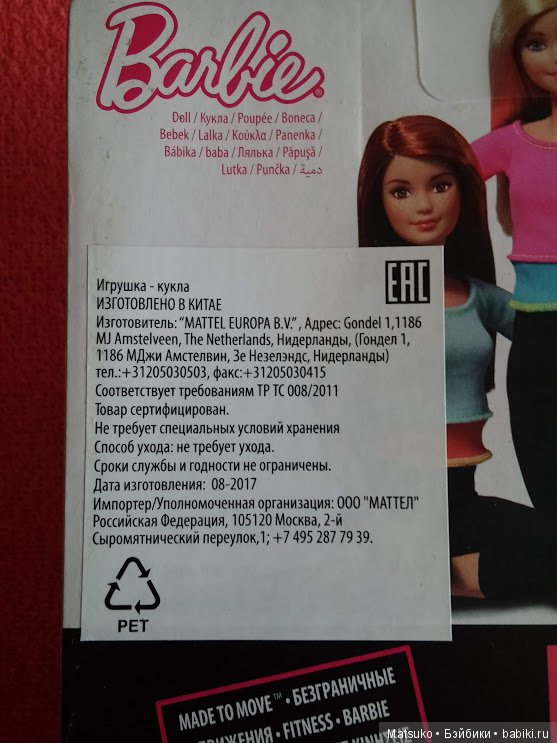 Barbie®
Doll / Кукла / Poupée / Boneca /
Bebek / Lalka / Κούκλα / Panenka /
Bábika / baba / Лялька / Păpuşă /
Lutka / Punčka / دمية
EAC
Игрушка - кукла
ИЗГОТОВЛЕНО В КИТАЕ
Изготовитель: "MATTEL EUROPA B.V." , Адрес: Gondel 1,1186
MJ Amstelveen, The Netherlands, Нидерланды, (Гондел 1,
1186 МДжи Амстелвин, Зе Незелэндс, Нидерланды)
тел.:+31205030503, факс:+31205030415
Соответствует требованиям ТР ТС 008/2011
Товар сертифицирован.
Не требует специальных условий хранения
Способ ухода: не требует ухода.
Сроки службы и годности не ограничены.
Дата изготовления: 08-2017
Импортер/Уполномоченная организация: ООО "МАТТЕЛ"
Российская Федерация, 105120 Москва, 2-й
Сыромятнический переулок,1; +7 495 287 79 39.
PET
MADE TO MOVE™ • БЕЗГРАНИЧНЫЕ
ДВИЖЕНИЯ • FITNESS • BARBIE
Matsuko • Бэйбики • babiki.ru